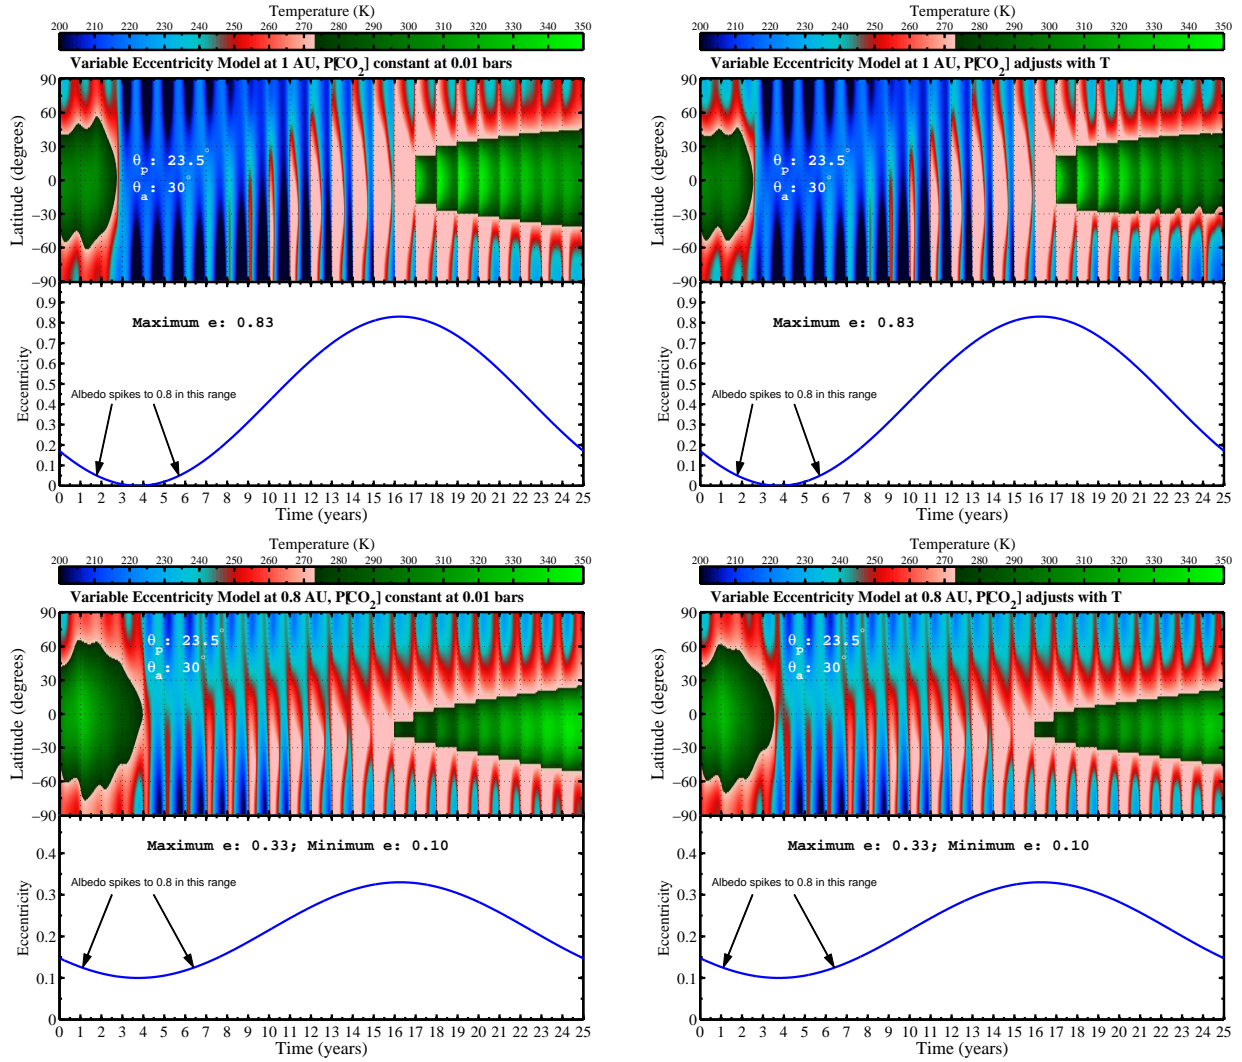 Temperature (K)
200 210 220 230 240 250 260 270 280 290 300 310 320 330 340 350
Variable Eccentricity Model at 1 AU, P[CO2] constant at 0.01 bars
90
60
30
0
−30
−60
−90
Latitude (degrees)
θp: 23.5°
θa: 30°
0.9
0.8
0.7
0.6
0.5
0.4
0.3
0.2
0.1
0
Eccentricity
Maximum e: 0.83
Albedo spikes to 0.8 in this range
0 1 2 3 4 5 6 7 8 9 10 11 12 13 14 15 16 17 18 19 20 21 22 23 24 25
Time (years)
Temperature (K)
200 210 220 230 240 250 260 270 280 290 300 310 320 330 340 350
Variable Eccentricity Model at 1 AU, P[CO2] adjusts with T
90
60
30
0
−30
−60
−90
Latitude (degrees)
θp: 23.5°
θa: 30°
0.9
0.8
0.7
0.6
0.5
0.4
0.3
0.2
0.1
0
Eccentricity
Maximum e: 0.83
Albedo spikes to 0.8 in this range
0 1 2 3 4 5 6 7 8 9 10 11 12 13 14 15 16 17 18 19 20 21 22 23 24 25
Time (years)
Temperature (K)
200 210 220 230 240 250 260 270 280 290 300 310 320 330 340 350
Variable Eccentricity Model at 0.8 AU, P[CO2] constant at 0.01 bars
90
60
30
0
−30
−60
−90
Latitude (degrees)
θp: 23.5°
θa: 30°
0.4
0.3
0.2
0.1
0
Eccentricity
Maximum e: 0.33; Minimum e: 0.10
Albedo spikes to 0.8 in this range
0 1 2 3 4 5 6 7 8 9 10 11 12 13 14 15 16 17 18 19 20 21 22 23 24 25
Time (years)
Temperature (K)
200 210 220 230 240 250 260 270 280 290 300 310 320 330 340 350
Variable Eccentricity Model at 0.8 AU, P[CO2] adjusts with T
90
60
30
0
−30
−60
−90
Latitude (degrees)
θp: 23.5°
θa: 30°
0.4
0.3
0.2
0.1
0
Eccentricity
Maximum e: 0.33; Minimum e: 0.10
Albedo spikes to 0.8 in this range
0 1 2 3 4 5 6 7 8 9 10 11 12 13 14 15 16 17 18 19 20 21 22 23 24 25
Time (years)